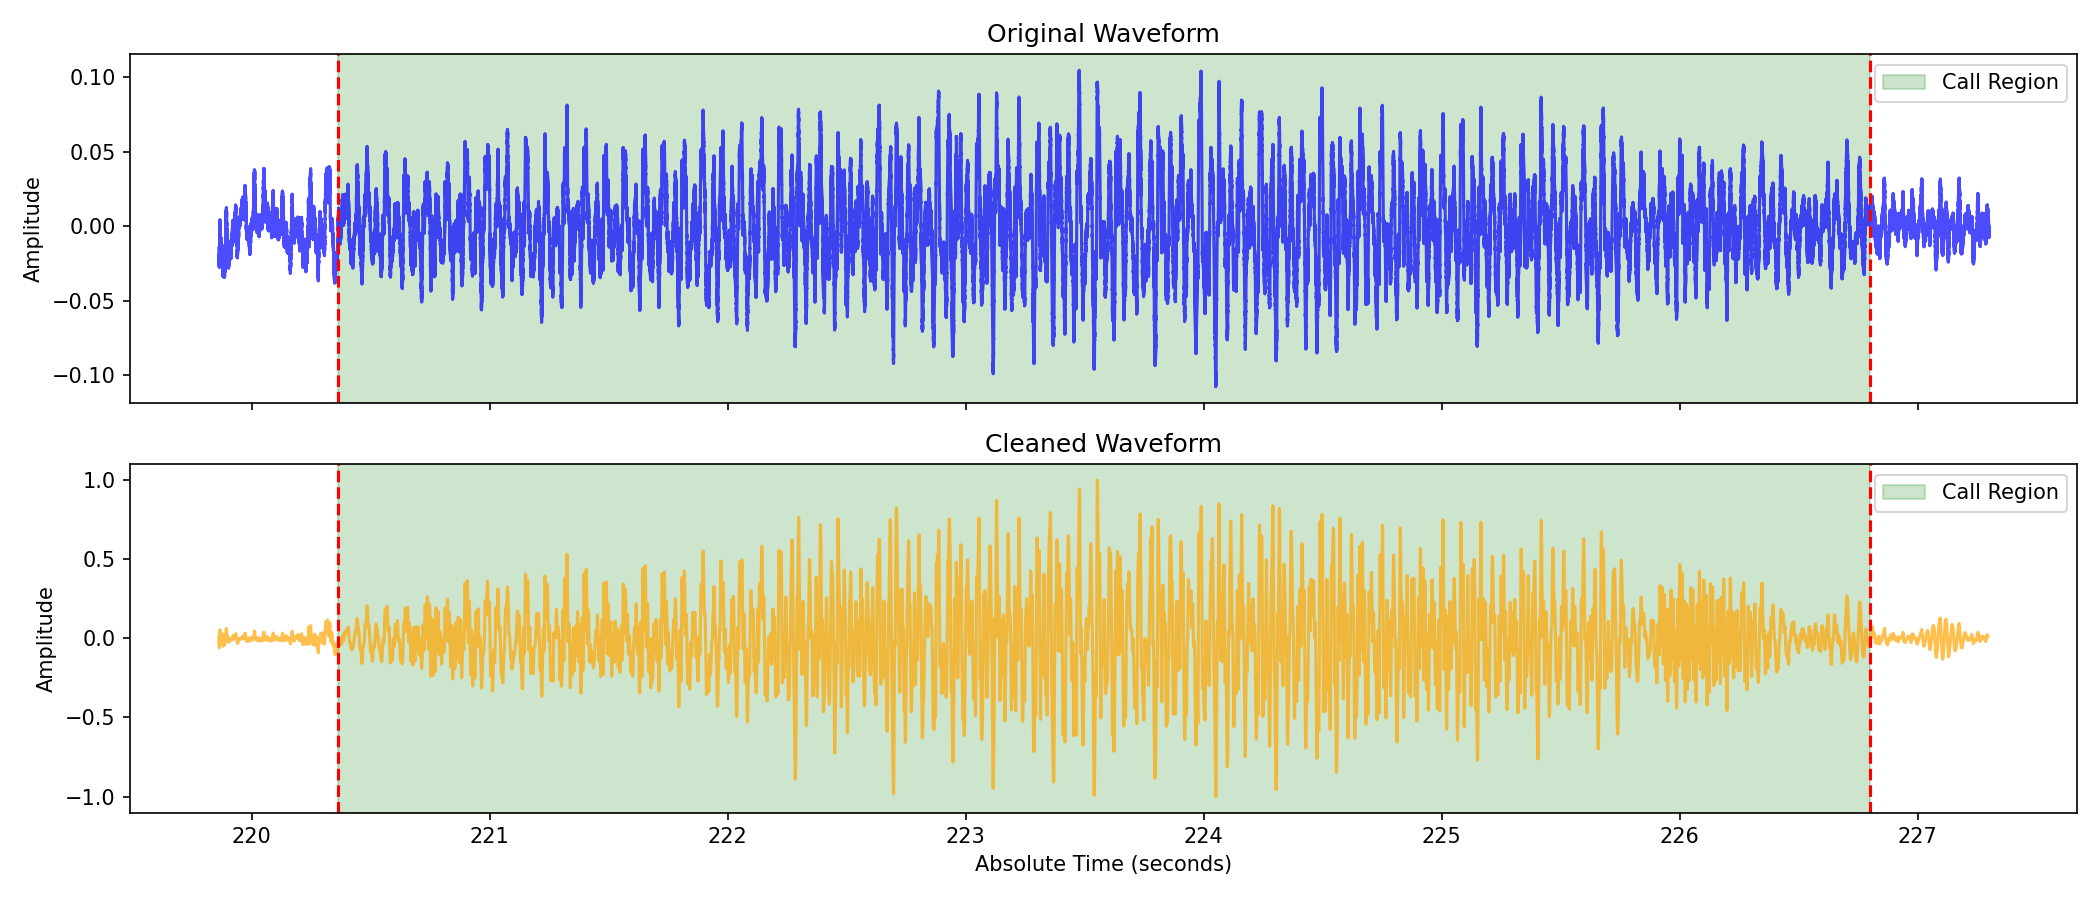 Original Waveform
Call Region
Amplitude
0.10
0.05
0.00
−0.05
−0.10
Cleaned Waveform
Call Region
Amplitude
1.0
0.5
0.0
−0.5
−1.0
220 221 222 223 224 225 226 227
Absolute Time (seconds)